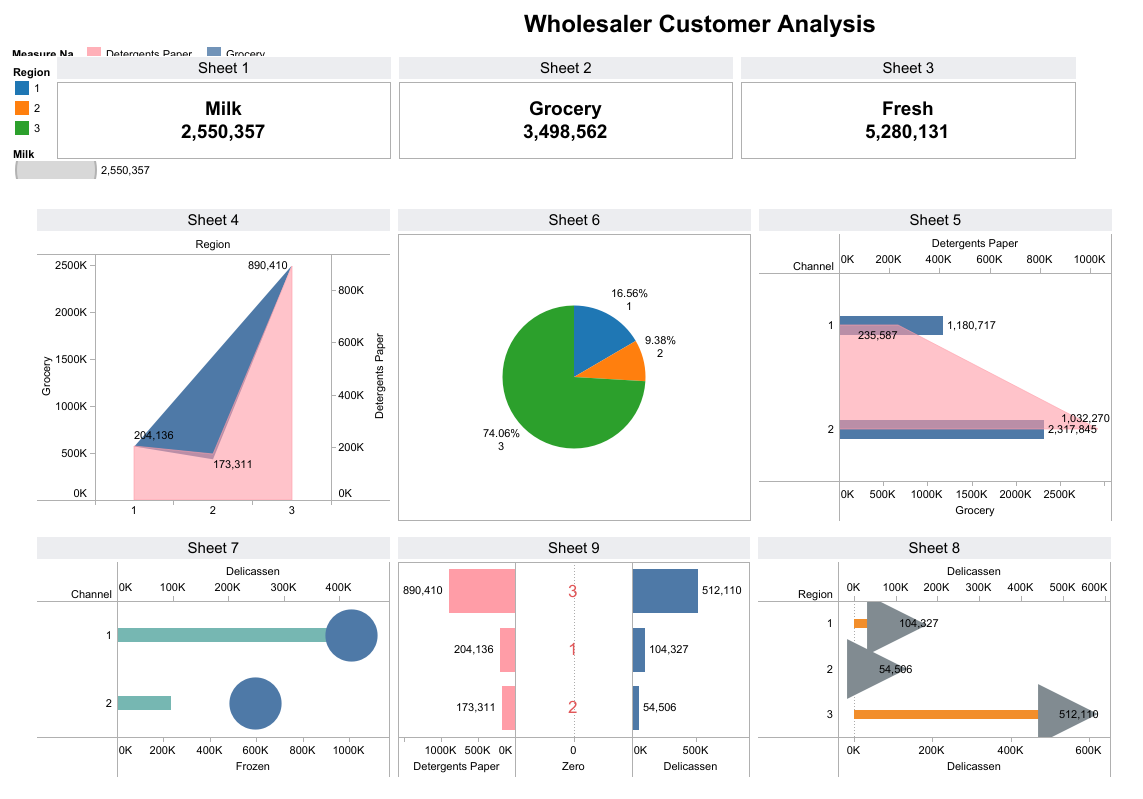 Wholesaler Customer Analysis
Measure Na.. Detergents Paper Grocery
Region
1
2
3
Milk
2,550,357
Sheet 1
Milk
2,550,357
Sheet 2
Grocery
3,498,562
Sheet 3
Fresh
5,280,131
Sheet 4
Region
2500K
2000K
1500K
1000K
500K
0K
Grocery
890,410
204,136
173,311
800K
600K
400K
200K
0K
Detergents Paper
1 2 3
Sheet 6
16.56%
1
9.38%
2
74.06%
3
Sheet 5
Detergents Paper
0K 200K 400K 600K 800K 1000K
Channel
1
1,180,717
235,587
1,032,270
2
2,317,845
0K 500K 1000K 1500K 2000K 2500K
Grocery
Sheet 7
Delicassen
0K 100K 200K 300K 400K
Channel
1
2
0K 200K 400K 600K 800K 1000K
Frozen
Sheet 9
890,410 3 512,110
204,136 1 104,327
173,311 2 54,506
1000K 500K 0K 0 0K 500K
Detergents Paper Zero Delicassen
Sheet 8
Delicassen
0K 100K 200K 300K 400K 500K 600K
Region
1 104,327
2 54,506
3 512,110
0K 200K 400K 600K
Delicassen